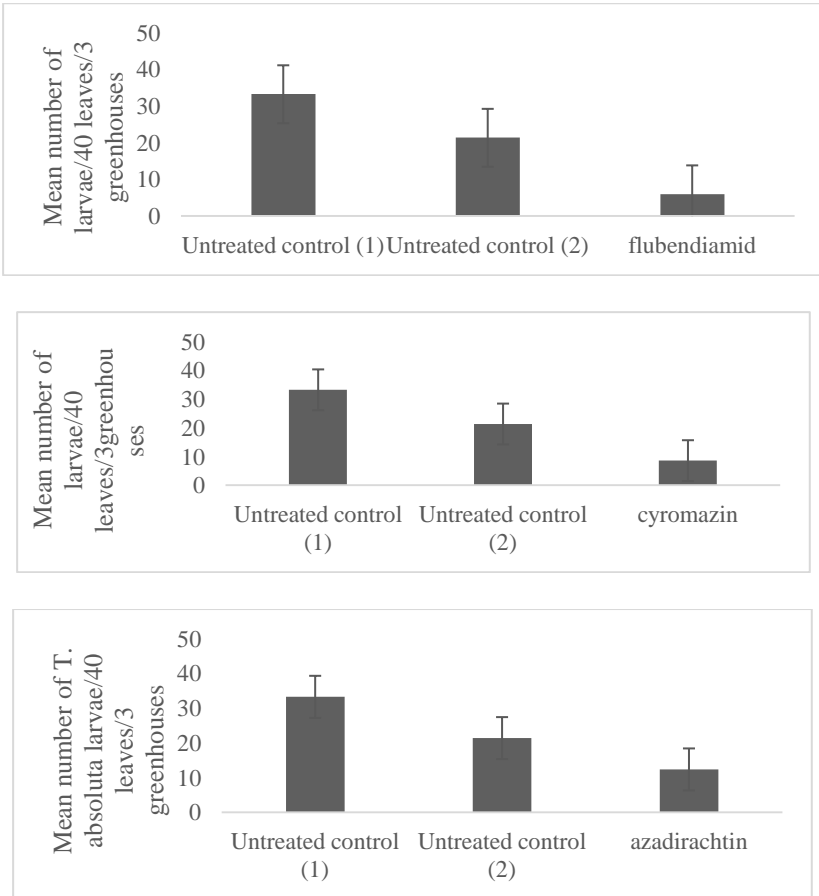 Mean number of
larvae/40 leaves/3
greenhouses
50
40
30
20
10
0
Untreated control (1) Untreated control (2) flubendiamid
Mean number of
larvae/40
leaves/3greenhou
ses
50
40
30
20
10
0
Untreated control
(1)
Untreated control
(2)
cyromazin
Mean number of T.
absoluta larvae/40
leaves/3
greenhouses
50
40
30
20
10
0
Untreated control
(1)
Untreated control
(2)
azadirachtin